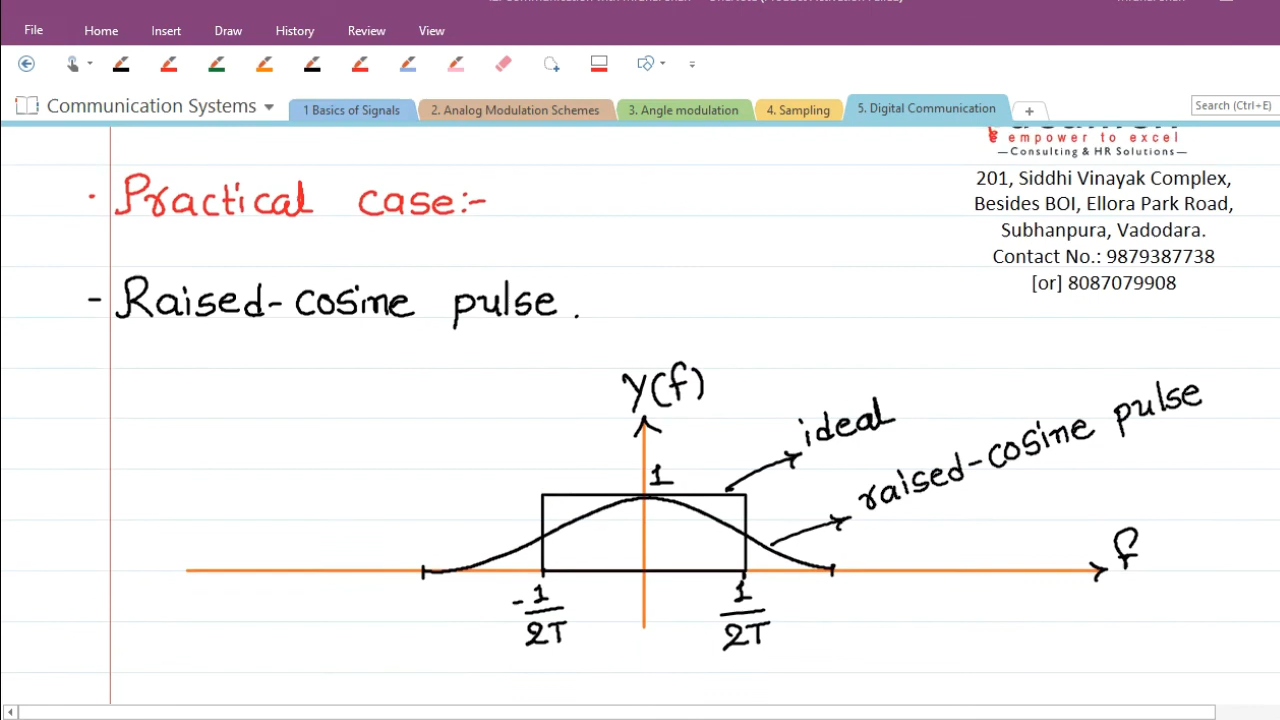 File Home Insert Draw History Review View
Communication Systems 1 Basics of Signals 2. Analog Modulation Schemes 3. Angle modulation 4. Sampling 5. Digital Communication + Search (Ctrl+E)
empower to excel
—Consulting & HR Solutions—
201, Siddhi Vinayak Complex,
Besides BOI, Ellora Park Road,
Subhanpura, Vadodara.
Contact No.: 9879387738
[or] 8087079908
· Practical case:-
- Raised-cosine pulse.
Y(f)
ideal
raised-cosine pulse
1
f
-1/2T
1/2T